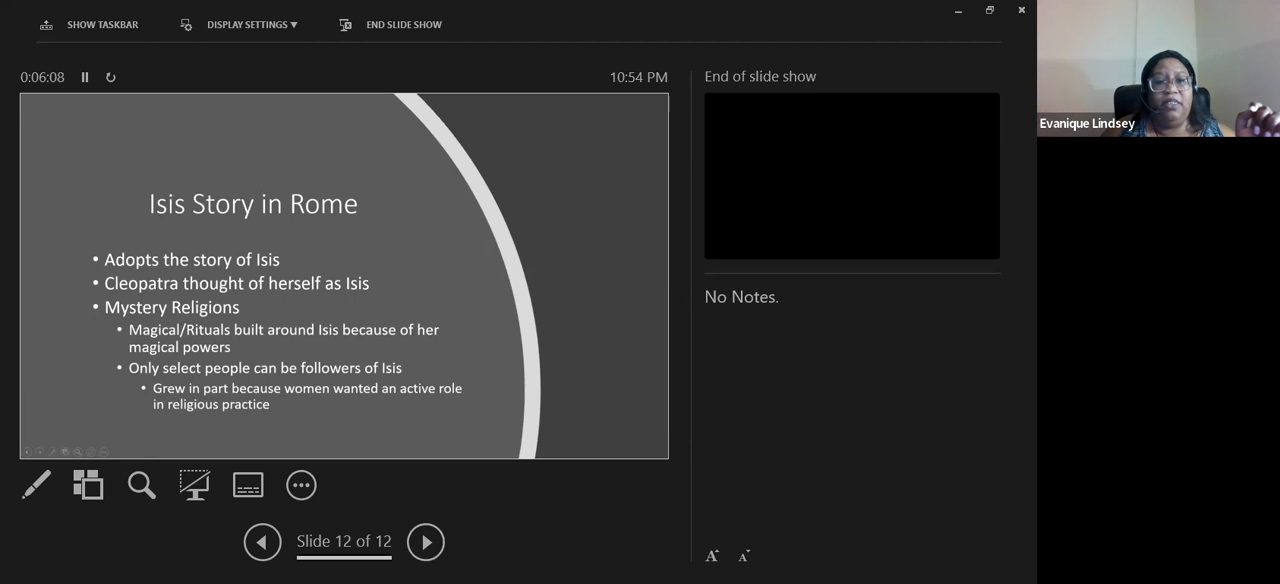 SHOW TASKBAR
DISPLAY SETTINGS ▼
END SLIDE SHOW
0:06:08
10:54 PM
End of slide show
Evanique Lindsey
Isis Story in Rome
• Adopts the story of Isis
• Cleopatra thought of herself as Isis
• Mystery Religions
• Magical/Rituals built around Isis because of her
magical powers
• Only select people can be followers of Isis
• Grew in part because women wanted an active role
in religious practice
No Notes.
Slide 12 of 12
A A